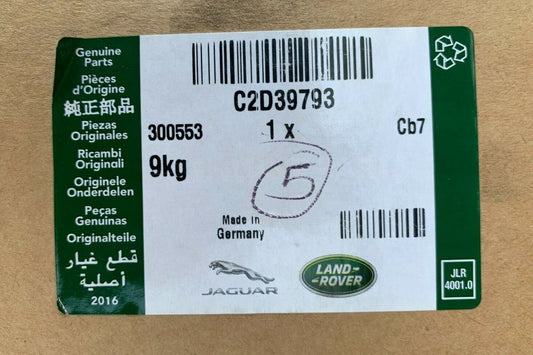 Genuine
Parts
Pièces
d'Origine
純正部品
Piezas
Originales
Ricambi
Originali
Originele
Onderdelen
Peças
Genuinas
Originalteile
قطع غيار
أصلية
2016
C2D39793
300553 1 x Cb7
9kg
5
Made in
Germany
JAGUAR
LAND-
-ROVER
JLR
4001.0